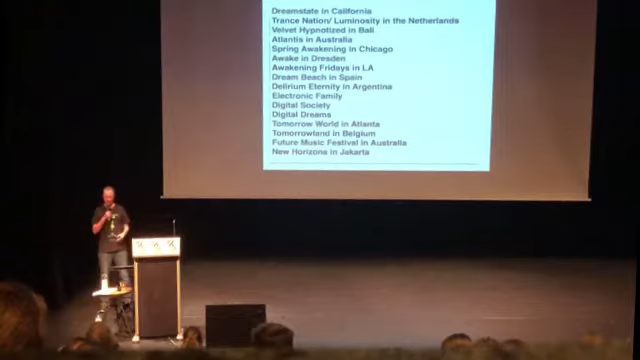 Dreamstate in California
Trance Nation/ Luminosity in the Netherlands
Velvet Hypnotized in Bali
Atlantis in Australia
Spring Awakening in Chicago
Awake in Dresden
Awakening Fridays in LA
Dream Beach in Spain
Delirium Eternity in Argentina
Electronic Family
Digital Society
Digital Dreams
Tomorrow World in Atlanta
Tomorrowland in Belgium
Future Music Festival in Australia
New Horizons in Jakarta